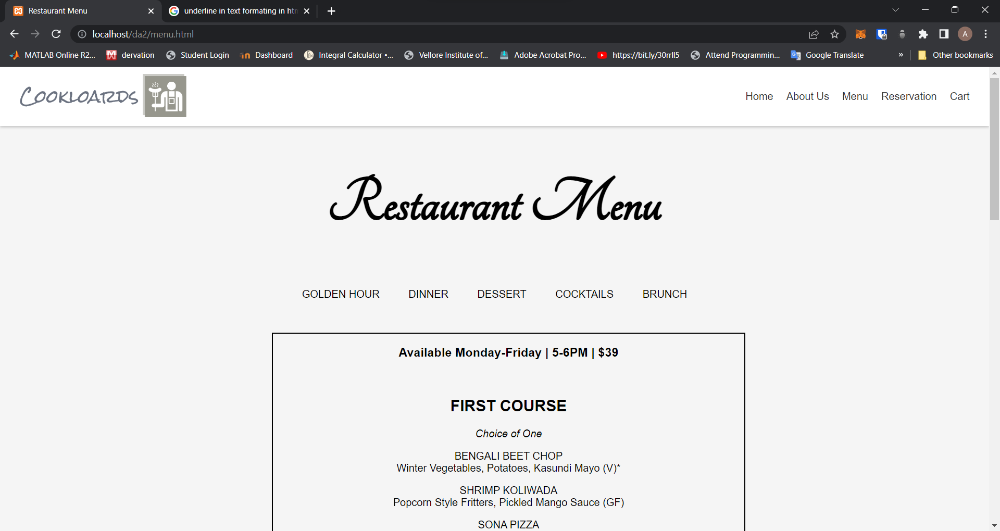 Restaurant Menu
underline in text formating in htm
localhost/da2/menu.html
A
MATLAB Online R2... dervation Student Login Dashboard Integral Calculator •... Vellore Institute of... Adobe Acrobat Pro... https://bit.ly/30rrII5 Attend Programmin... Google Translate » Other bookmarks
Cookloards
Home About Us Menu Reservation Cart
Restaurant Menu
GOLDEN HOUR DINNER DESSERT COCKTAILS BRUNCH
Available Monday-Friday | 5-6PM | $39
FIRST COURSE
Choice of One
BENGALI BEET CHOP
Winter Vegetables, Potatoes, Kasundi Mayo (V)*
SHRIMP KOLIWADA
Popcorn Style Fritters, Pickled Mango Sauce (GF)
SONA PIZZA